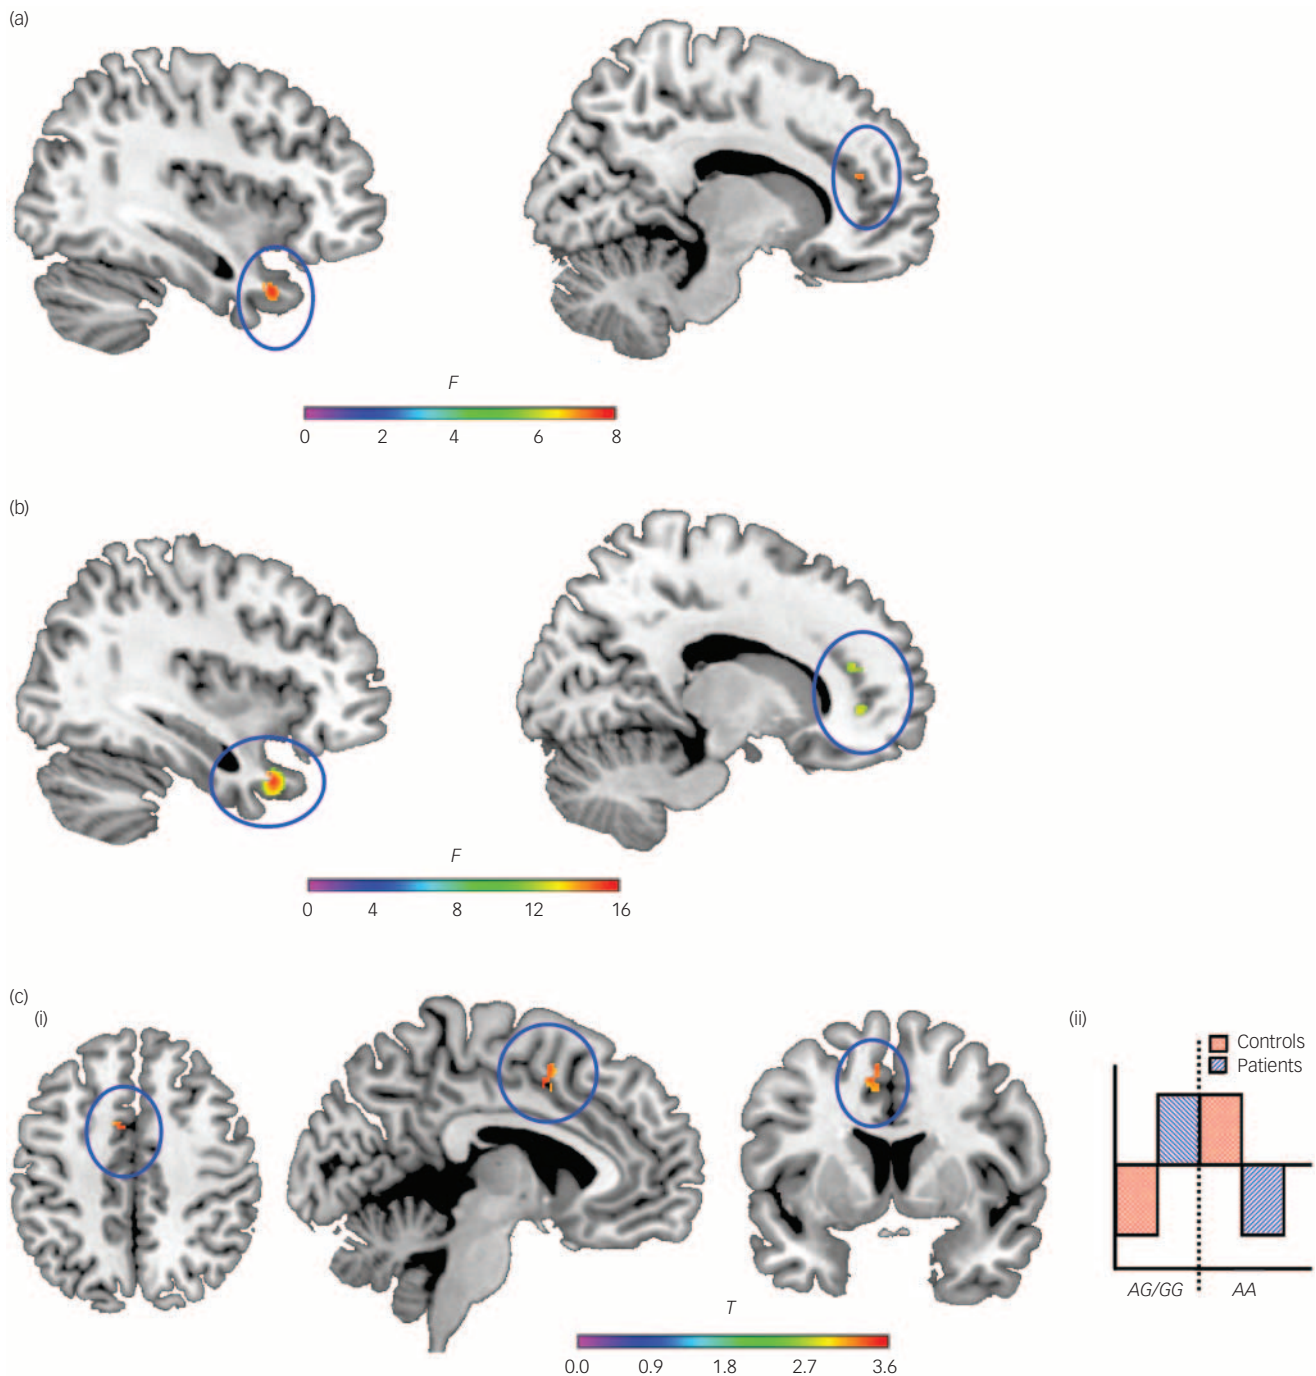 (a)
F
0 2 4 6 8
(b)
F
0 4 8 12 16
(c)
(i)
(ii)
Controls
Patients
AG/GG AA
T
0.0 0.9 1.8 2.7 3.6